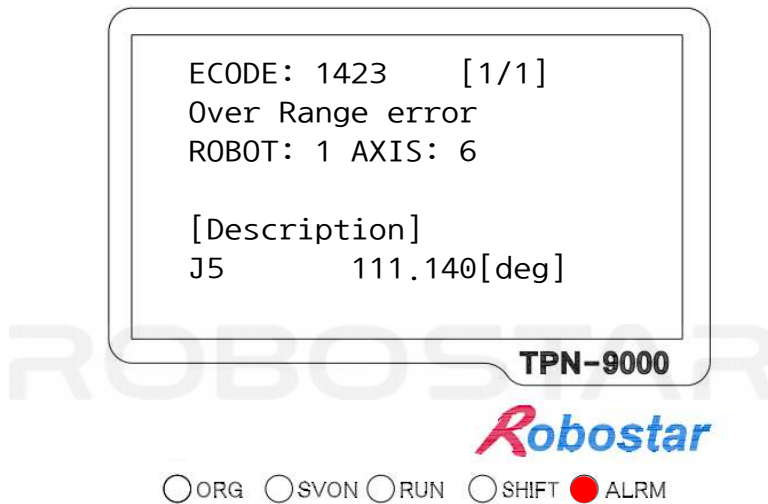 ECODE: 1423 [1/1]
Over Range error
ROBOT: 1 AXIS: 6
[Description]
J5 111.140[deg]
ROBOSTAR
TPN-9000
Robostar
ORG SVON RUN SHIFT ALRM